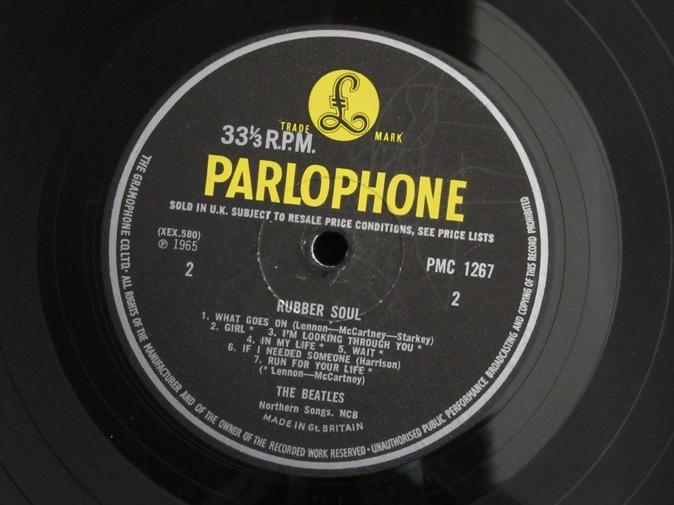 TRADE MARK
33⅓ R.P.M.
PARLOPHONE
SOLD IN U.K. SUBJECT TO RESALE PRICE CONDITIONS, SEE PRICE LISTS
(XEX.580)
℗ 1965
PMC 1267
2
2
RUBBER SOUL
1. WHAT GOES ON (Lennon—McCartney—Starkey)
2. GIRL * 3. I'M LOOKING THROUGH YOU *
4. IN MY LIFE * 5. WAIT *
6. IF I NEEDED SOMEONE (Harrison)
7. RUN FOR YOUR LIFE *
(* Lennon—McCartney)
THE BEATLES
Northern Songs. NCB
MADE IN GT. BRITAIN
THE GRAMOPHONE CO. LTD. · ALL RIGHTS OF THE MANUFACTURER AND OF THE OWNER OF THE RECORDED WORK RESERVED · UNAUTHORISED PUBLIC PERFORMANCE BROADCASTING AND COPYING OF THIS RECORD PROHIBITED